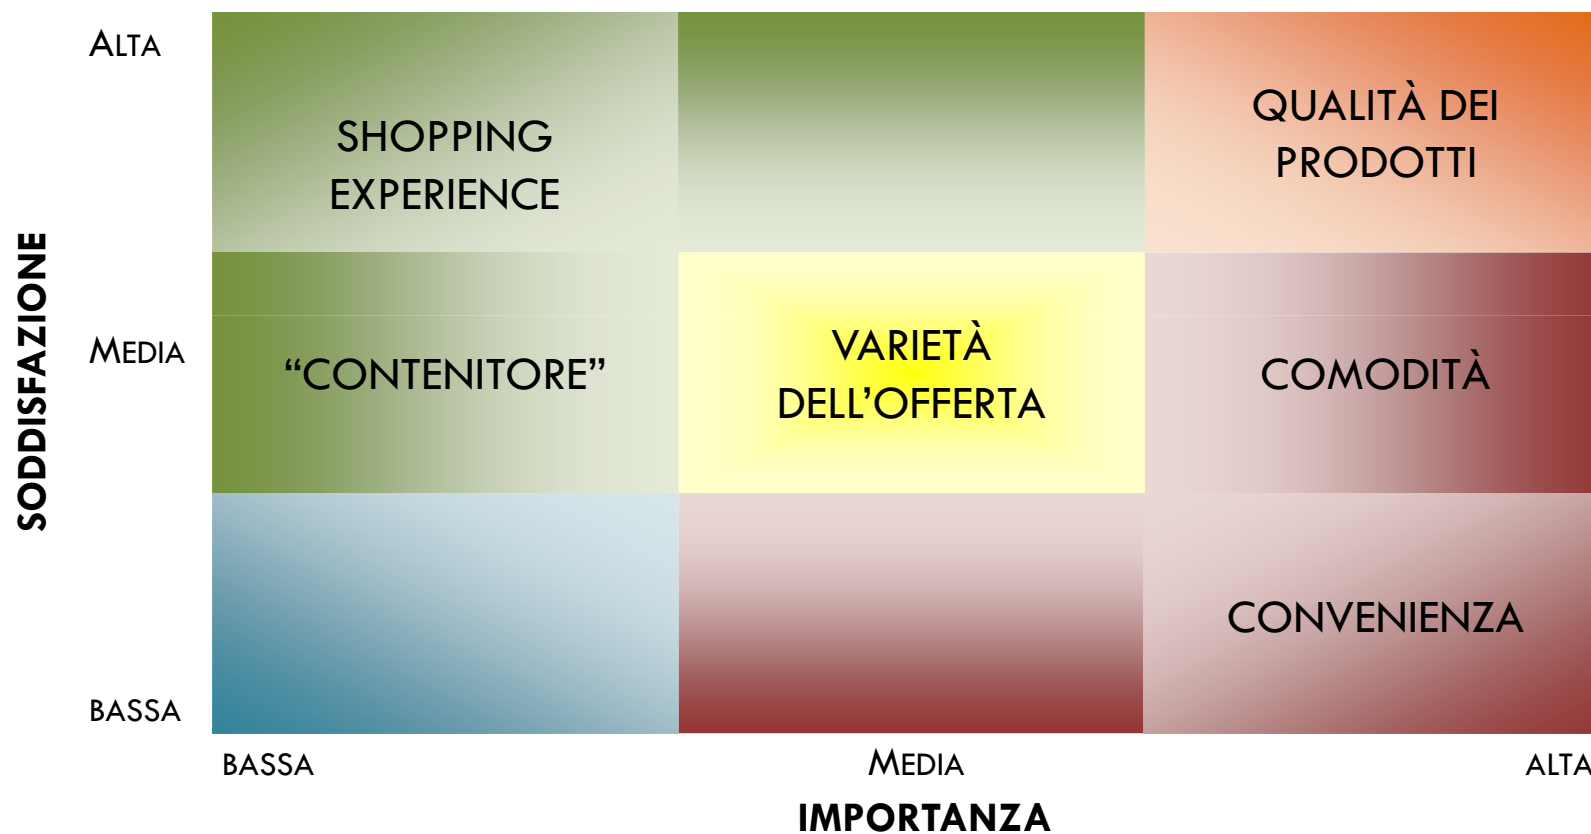 ALTA
SHOPPING
EXPERIENCE
QUALITÀ DEI
PRODOTTI
SODDISFAZIONE
MEDIA
“CONTENITORE”
VARIETÀ
DELL’OFFERTA
COMODITÀ
CONVENIENZA
BASSA
BASSA
MEDIA
ALTA
IMPORTANZA